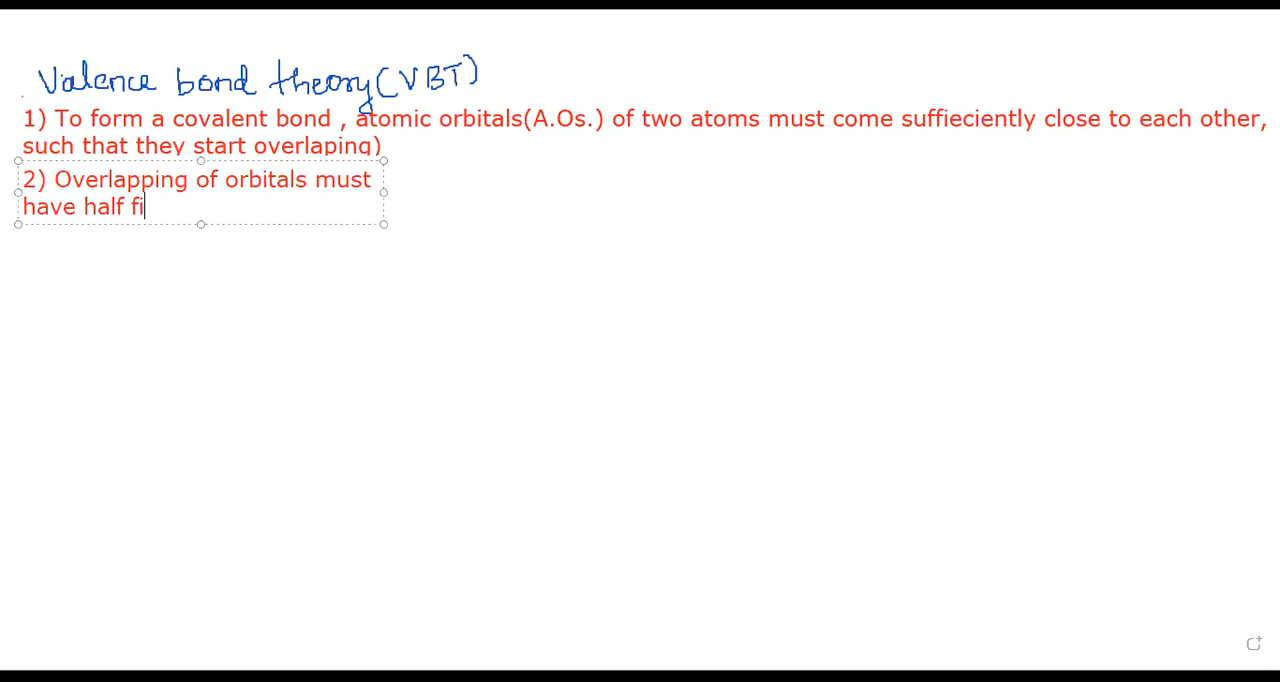 Valence bond theory(VBT)
1) To form a covalent bond , atomic orbitals(A.Os.) of two atoms must come suffieciently close to each other,
such that they start overlaping)
2) Overlapping of orbitals must
have half fi